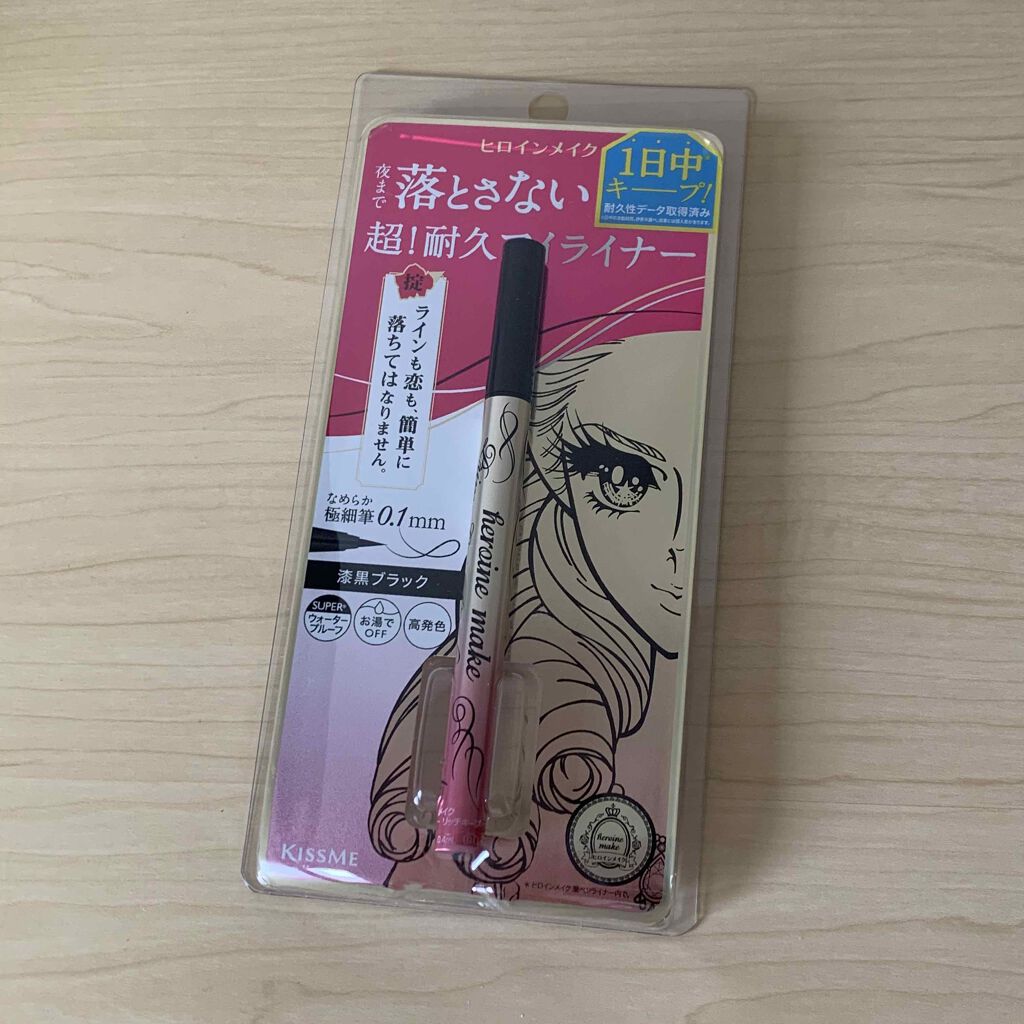 ヒロインメイク
1日中
キープ!
耐久性データ取得済み
夜まで
落とさない
超!耐久アイライナー
掟
ラインも恋も、簡単に
落ちてはなりません。
なめらか
極細筆0.1mm
漆黒ブラック
SUPER+
ウォーター
プルーフ
お湯で
OFF
高発色
heroine make
KISSME
heroine
make
ヒロインメイク